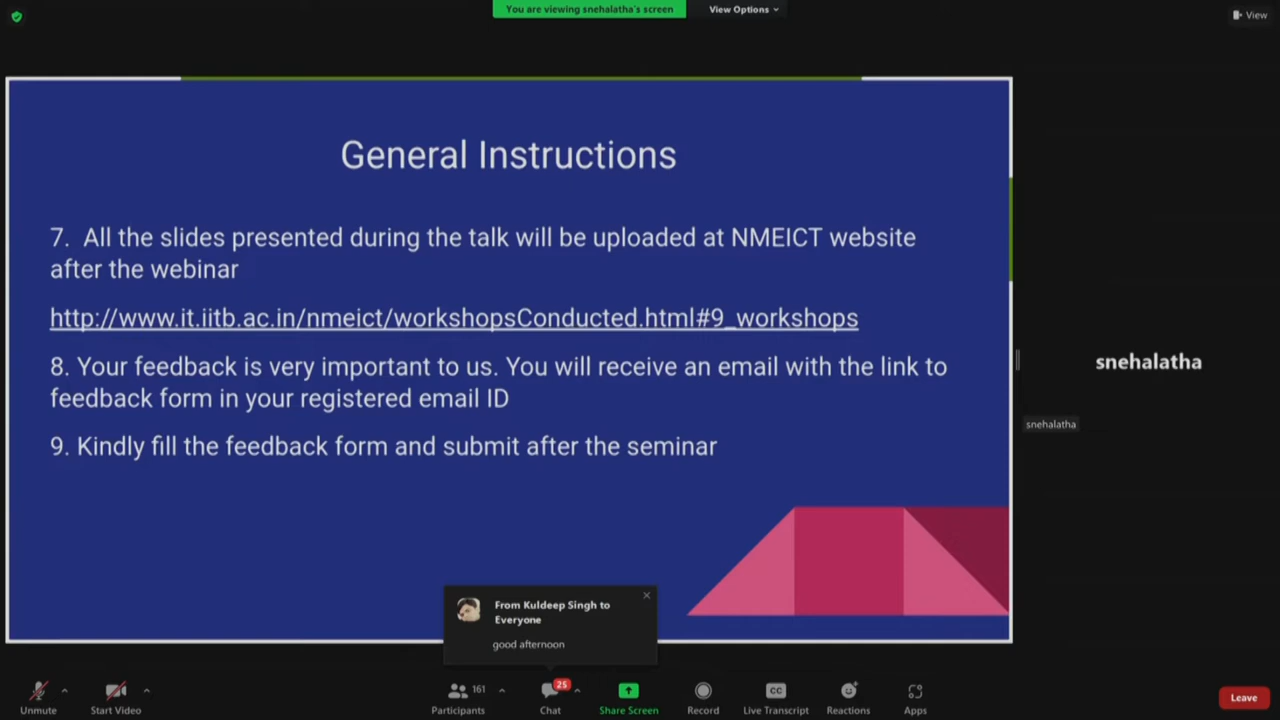 You are viewing snehalatha's screen
View Options
View
General Instructions
7. All the slides presented during the talk will be uploaded at NMEICT website
after the webinar
http://www.it.iitb.ac.in/nmeict/workshopsConducted.html#9_workshops
8. Your feedback is very important to us. You will receive an email with the link to
feedback form in your registered email ID
9. Kindly fill the feedback form and submit after the seminar
snehalatha
snehalatha
From Kuldeep Singh to
Everyone
good afternoon
Unmute
Start Video
161
Participants
25
Chat
Share Screen
Record
CC
Live Transcript
Reactions
Apps
Leave